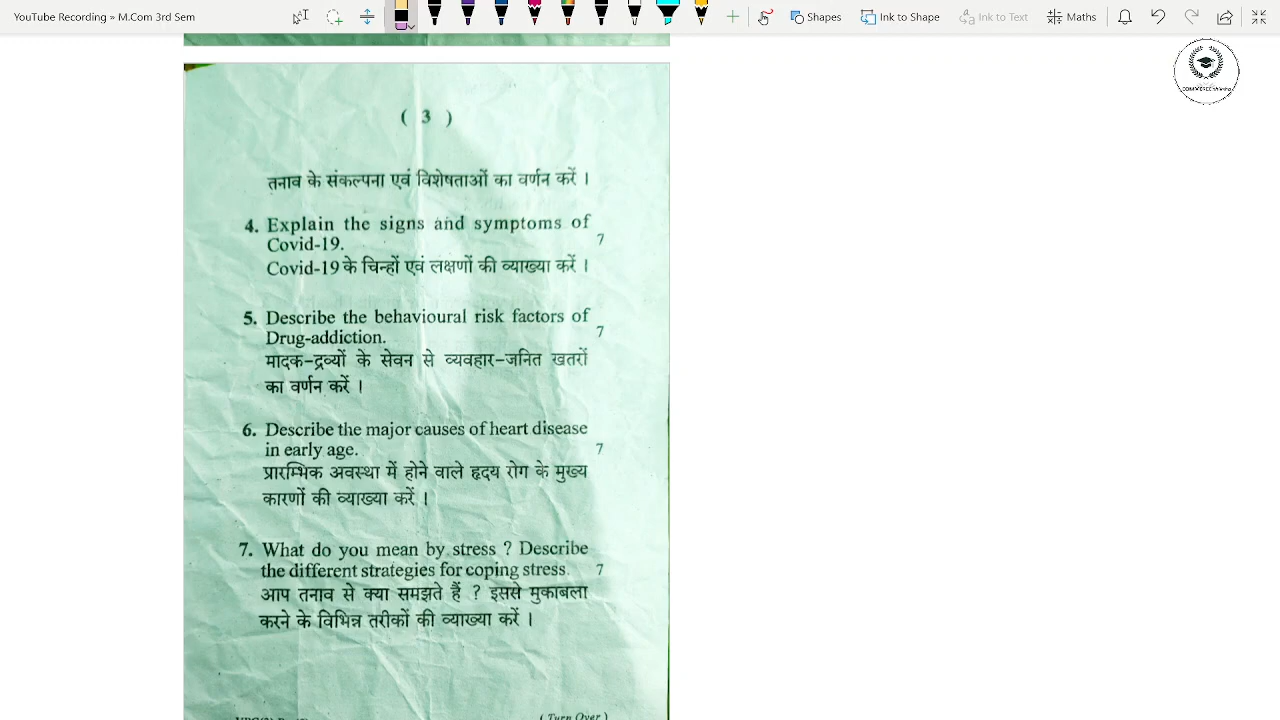 YouTube Recording » M.Com 3rd Sem
Shapes
Ink to Shape
Ink to Text
Math
( 3 )
तनाव के संकल्पना एवं विशेषताओं का वर्णन करें ।
4. Explain the signs and symptoms of
Covid-19. 7
Covid-19 के चिन्हों एवं लक्षणों की व्याख्या करें ।
5. Describe the behavioural risk factors of
Drug-addiction. 7
मादक-द्रव्यों के सेवन से व्यवहार-जनित खतरों
का वर्णन करें ।
6. Describe the major causes of heart disease
in early age. 7
प्रारम्भिक अवस्था में होने वाले हृदय रोग के मुख्य
कारणों की व्याख्या करें ।
7. What do you mean by stress ? Describe
the different strategies for coping stress. 7
आप तनाव से क्या समझते हैं ? इससे मुकाबला
करने के विभिन्न तरीकों की व्याख्या करें ।
( Turn Over )